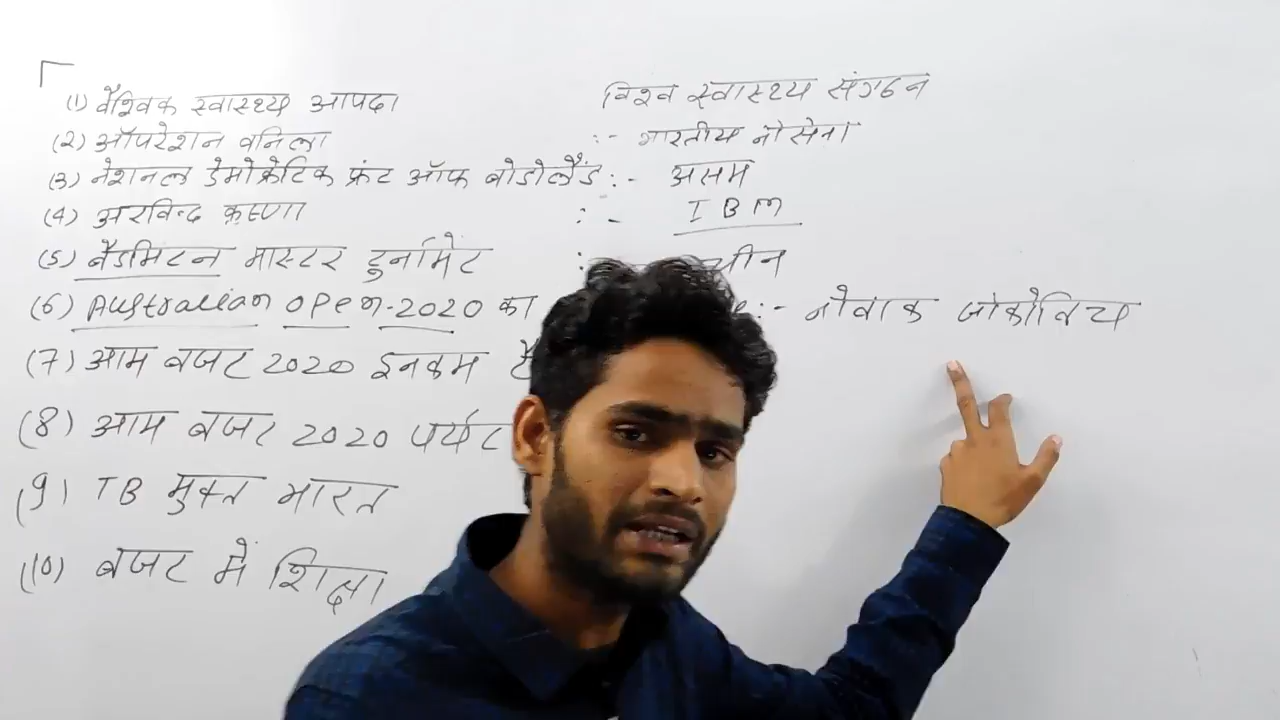 (1) वैश्विक स्वास्थ्य आपदा विश्व स्वास्थ्य संगठन
(2) ऑपरेशन वनिला :- भारतीय नौसेना
(3) नेशनल डेमोक्रेटिक फ्रंट ऑफ बोडोलैंड :- असम
(4) अरविन्द कृष्णा :- IBM
(5) बैडमिटन मास्टर टुर्नामेंट : चीन
(6) Australian open-2020 का :- नोवाक जोकोविच
(7) आम बजट 2020 इनकम
(8) आम बजट 2020 पर्यट
(9) TB मुक्त भारत
(10) बजट में शिक्षा